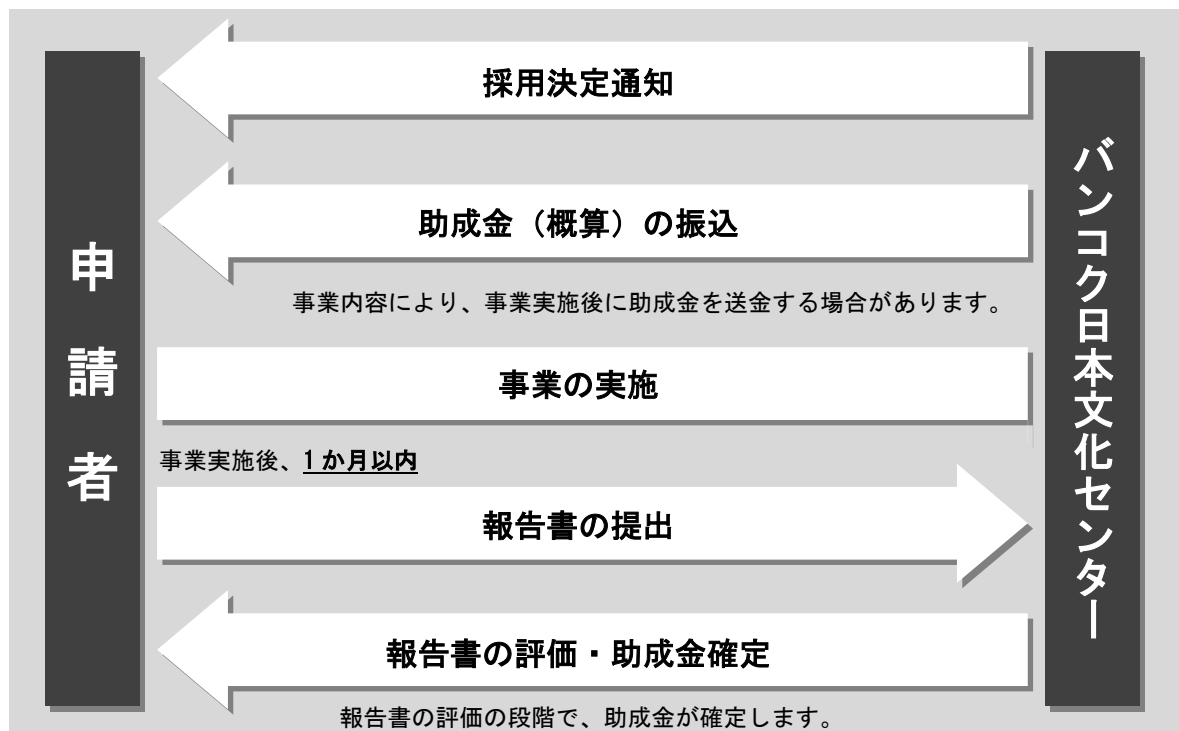 採用決定通知
助成金（概算）の振込
事業内容により、事業実施後に助成金を送金する場合があります。
事業の実施
事業実施後、1か月以内
報告書の提出
報告書の評価・助成金確定
報告書の評価の段階で、助成金が確定します。
申請者
バンコク日本文化センター